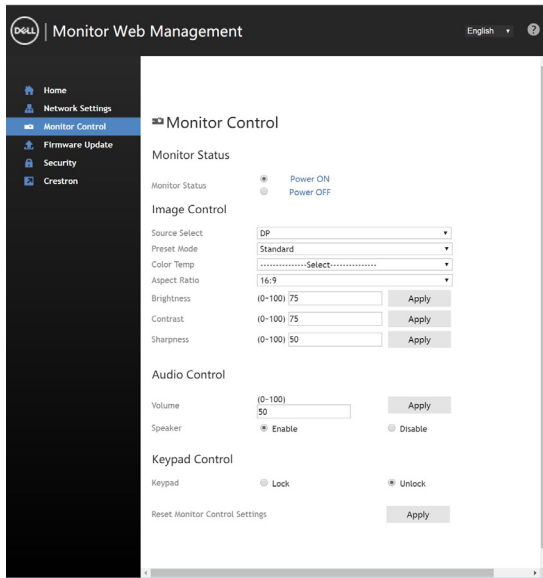 DELL | Monitor Web Management
English
?
Home
Network Settings
Monitor Control
Firmware Update
Security
Crestron
Monitor Control
Monitor Status
Monitor Status
Power ON
Power OFF
Image Control
Source Select DP
Preset Mode Standard
Color Temp ---------------Select---------------
Aspect Ratio 16:9
Brightness (0~100) 75 Apply
Contrast (0~100) 75 Apply
Sharpness (0~100) 50 Apply
Audio Control
(0~100)
Volume 50 Apply
Speaker Enable Disable
Keypad Control
Keypad Lock Unlock
Reset Monitor Control Settings Apply